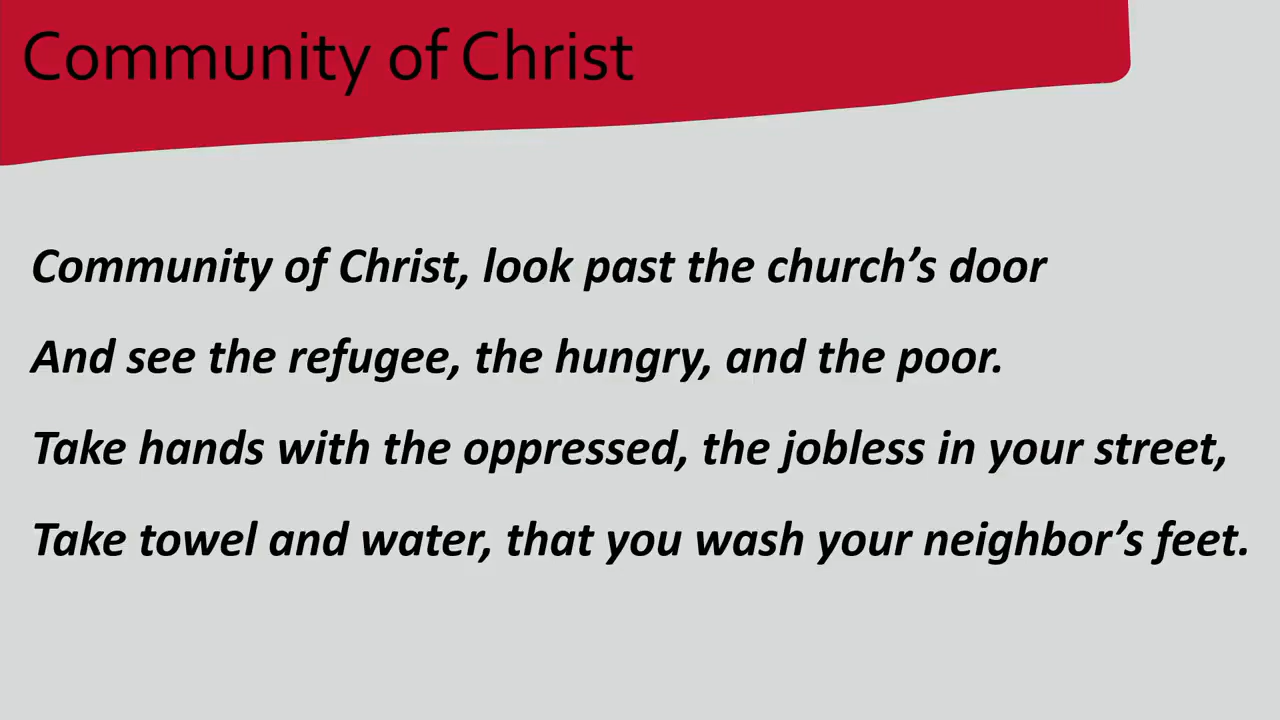 Community of Christ
Community of Christ, look past the church’s door
And see the refugee, the hungry, and the poor.
Take hands with the oppressed, the jobless in your street,
Take towel and water, that you wash your neighbor’s feet.